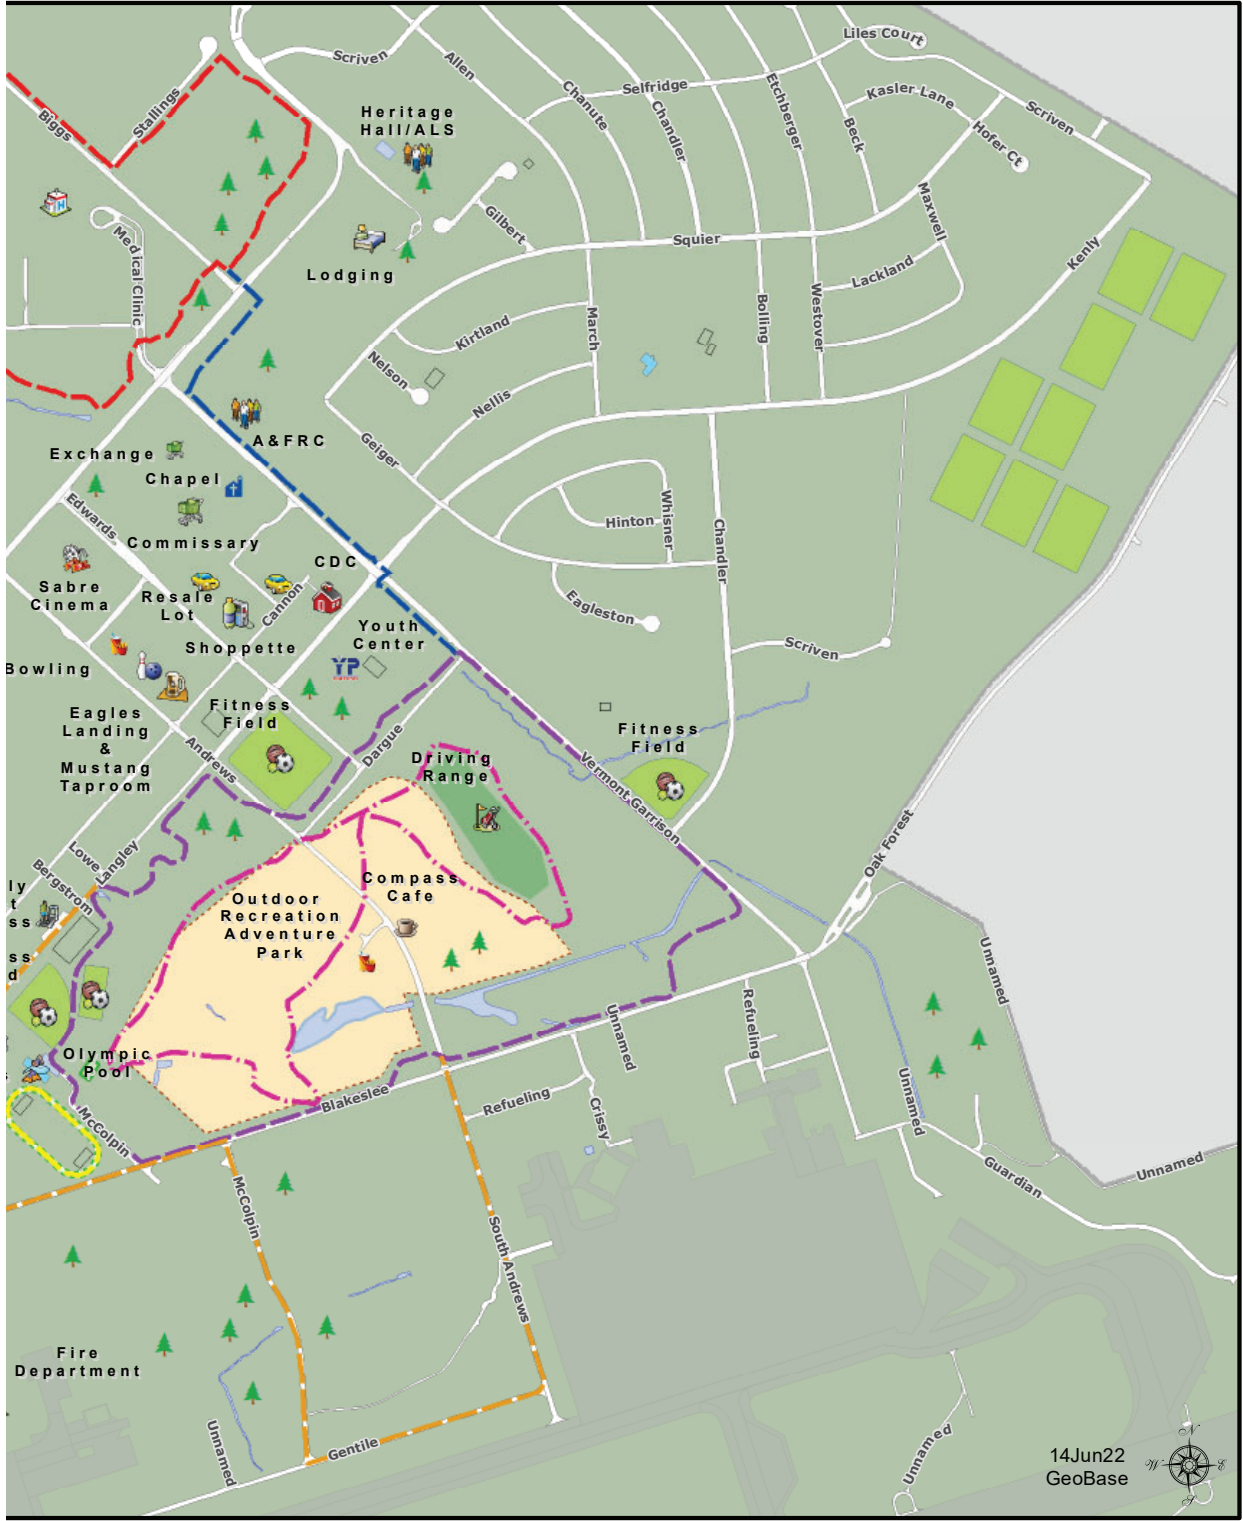 Liles Court
Scriven
Allen
Selfridge
Etchberger
Kasler Lane
Scriven
Stallings
Biggs
Heritage
Hall/ALS
Chanute
Chandler
Beck
Hofer Ct
Medical Clinic
Gilbert
Maxwell
Squier
Kenly
Lodging
Lackland
Kirtland
March
Bolling
Westover
Nelson
Nellis
A&FRC
Geiger
Exchange
Chapel
Edwards
Commissary
Hinton
Whisner
Chandler
CDC
Sabre
Cinema
Resale
Lot
Cannon
Eagleston
Youth
Center
YP
Shoppette
Scriven
Bowling
Fitness
Field
Eagles
Landing
&
Mustang
Taproom
Andrews
Dargue
Driving
Range
Fitness
Field
Vermont Garrison
Lowe
Langley
Bergstrom
Oak Forest
ly
t
ss
Compass
Cafe
Outdoor
Recreation
Adventure
Park
ss
d
Unnamed
Refueling
Unnamed
Olympic
Pool
s
Blakeslee
Refueling
Crissy
Unnamed
McColpin
Guardian
Unnamed
McColpin
South Andrews
Fire
Department
Unnamed
Gentile
Unnamed
14Jun22
GeoBase
N
W
E
S